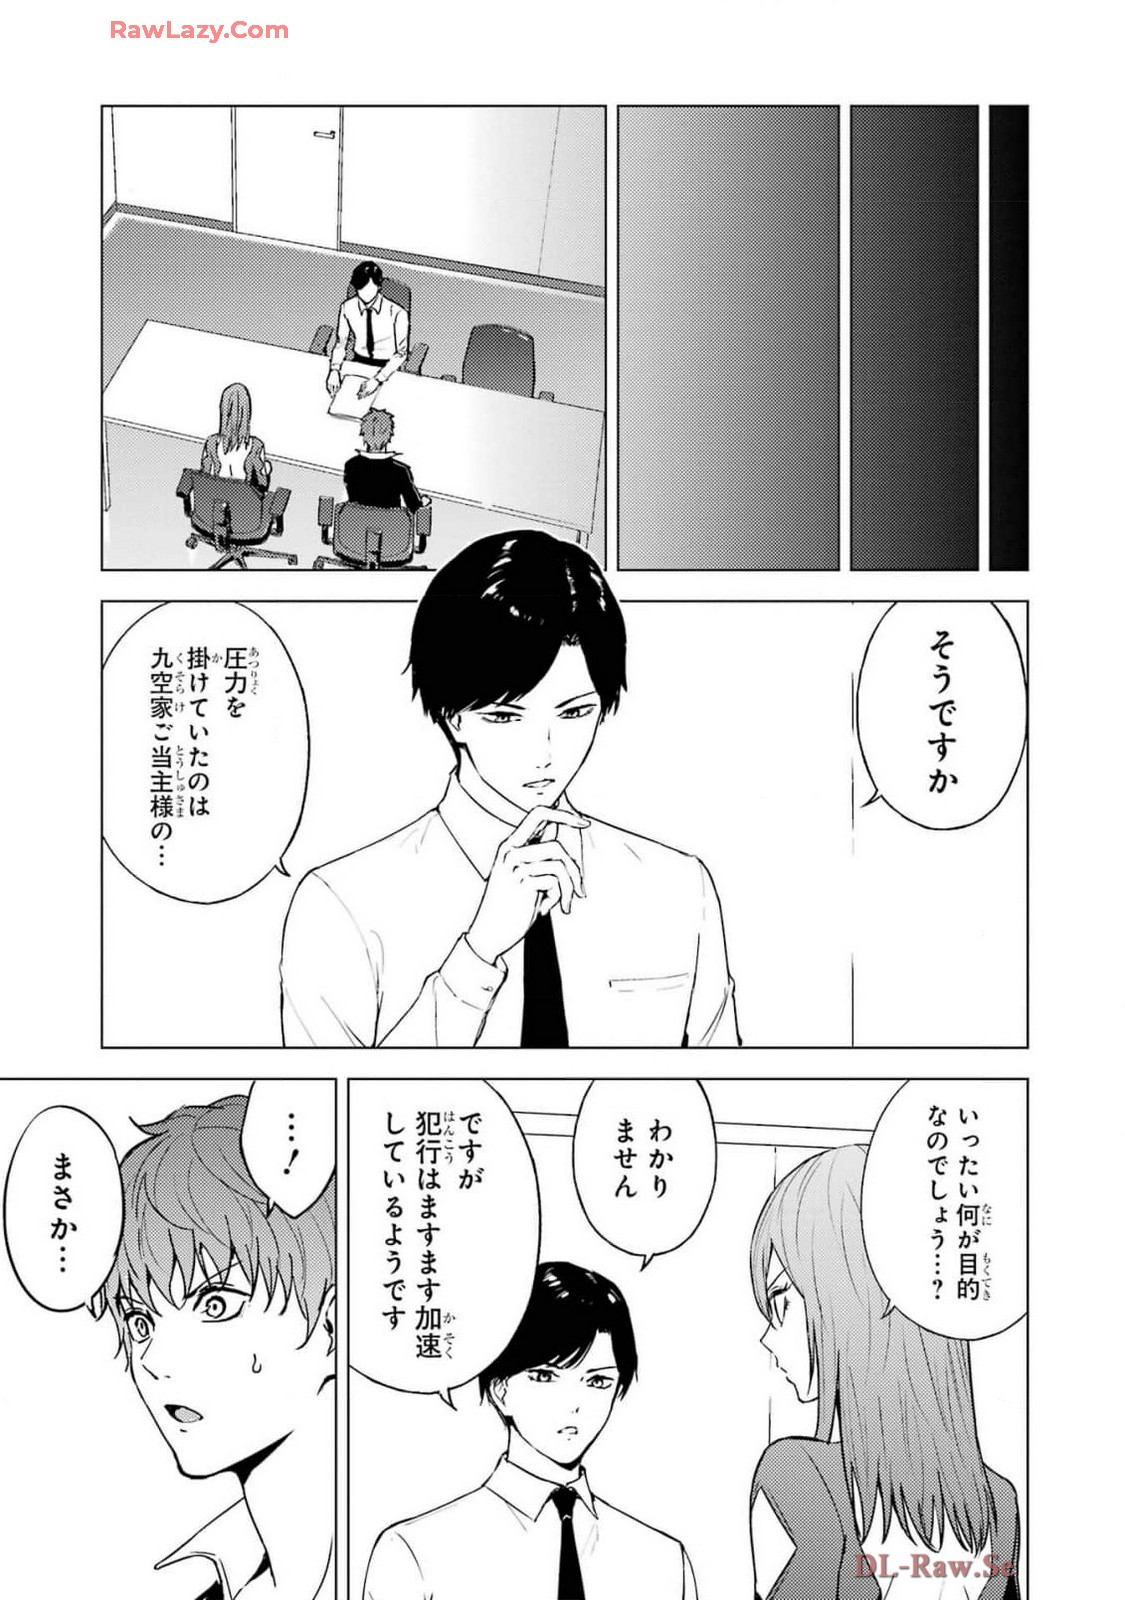 RawLazy.Com
そうですか
圧力を
掛けていたのは
九空家ご当主様の…
いったい何が目的
なのでしょう…?
わかり
ません
ですが
犯行はますます加速
しているようです
…!
まさか…
DL-Raw.Se